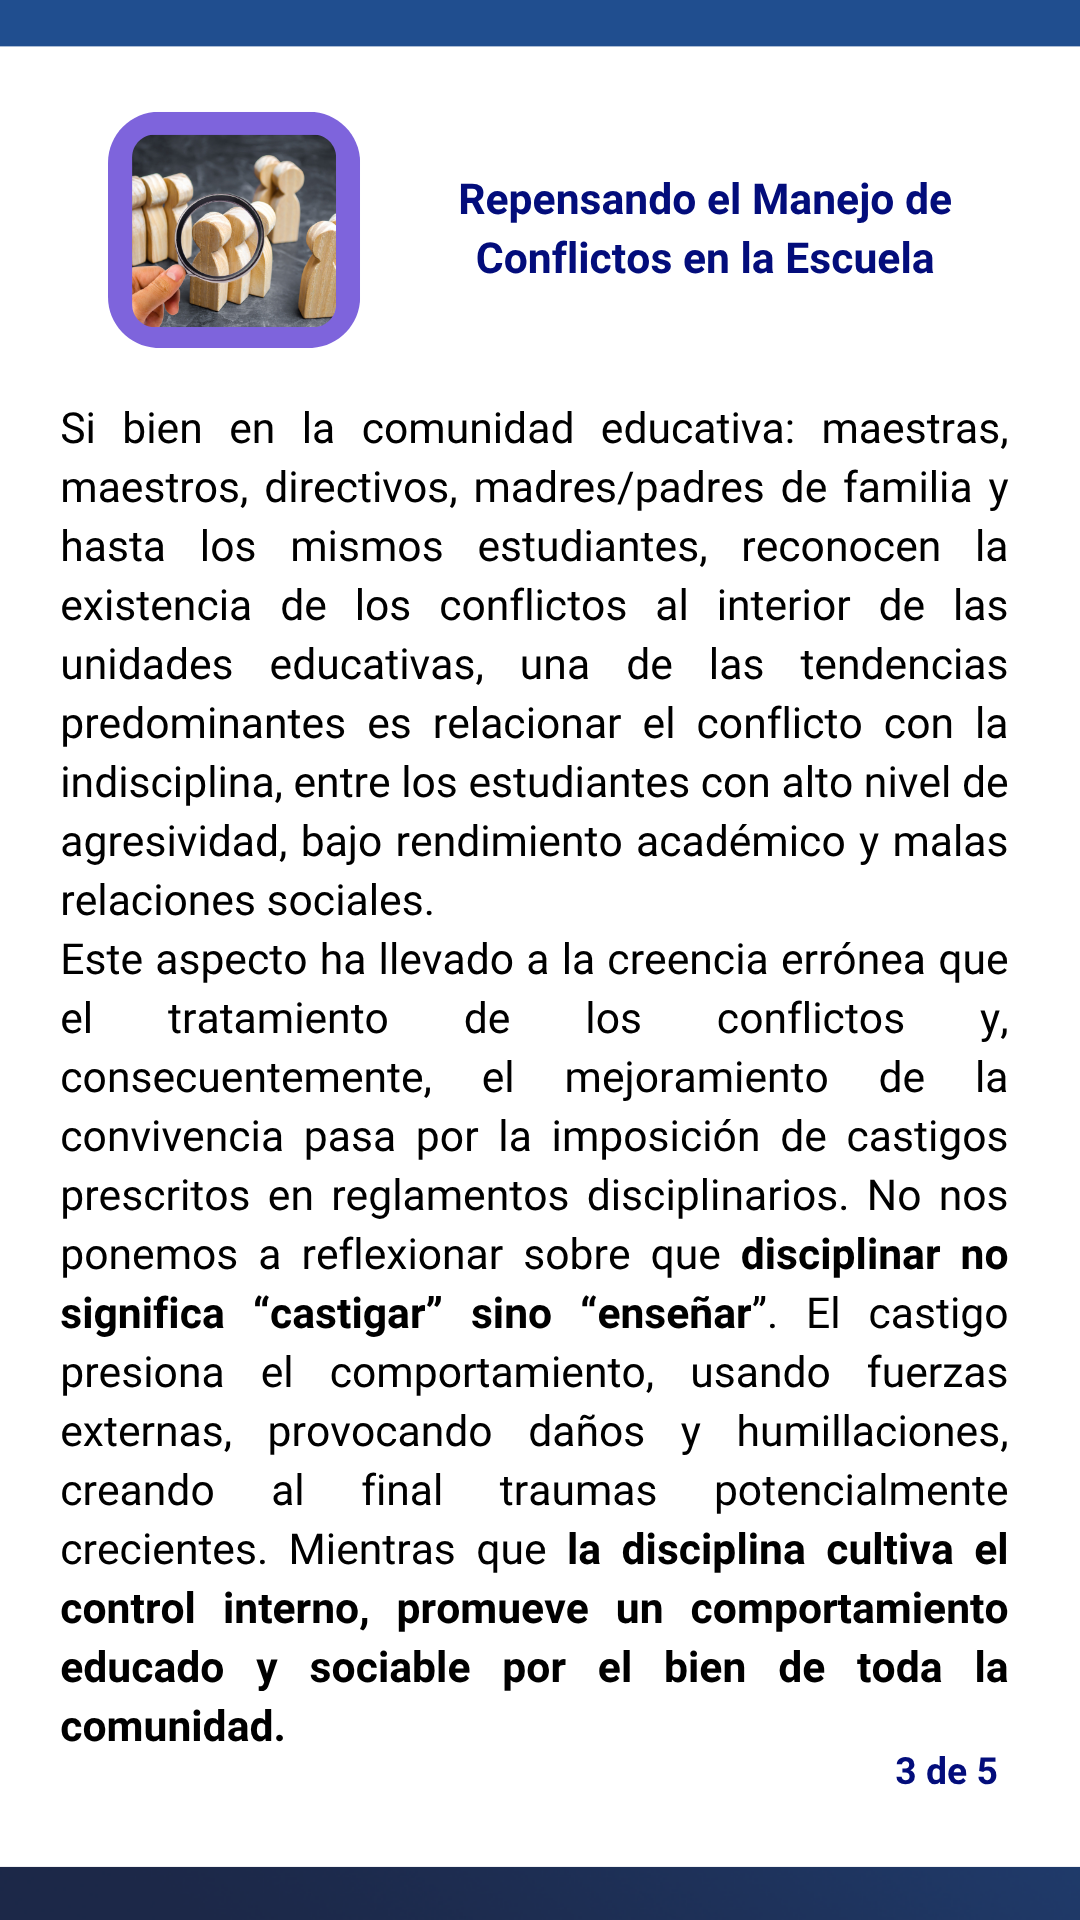 Repensando el Manejo de
Conflictos en la Escuela
Si bien en la comunidad educativa: maestras,
maestros, directivos, madres/padres de familia y
hasta los mismos estudiantes, reconocen la
existencia de los conflictos al interior de las
unidades educativas, una de las tendencias
predominantes es relacionar el conflicto con la
indisciplina, entre los estudiantes con alto nivel de
agresividad, bajo rendimiento académico y malas
relaciones sociales.
Este aspecto ha llevado a la creencia errónea que
el tratamiento de los conflictos y,
consecuentemente, el mejoramiento de la
convivencia pasa por la imposición de castigos
prescritos en reglamentos disciplinarios. No nos
ponemos a reflexionar sobre que disciplinar no
significa “castigar” sino “enseñar”. El castigo
presiona el comportamiento, usando fuerzas
externas, provocando daños y humillaciones,
creando al final traumas potencialmente
crecientes. Mientras que la disciplina cultiva el
control interno, promueve un comportamiento
educado y sociable por el bien de toda la
comunidad.
3 de 5